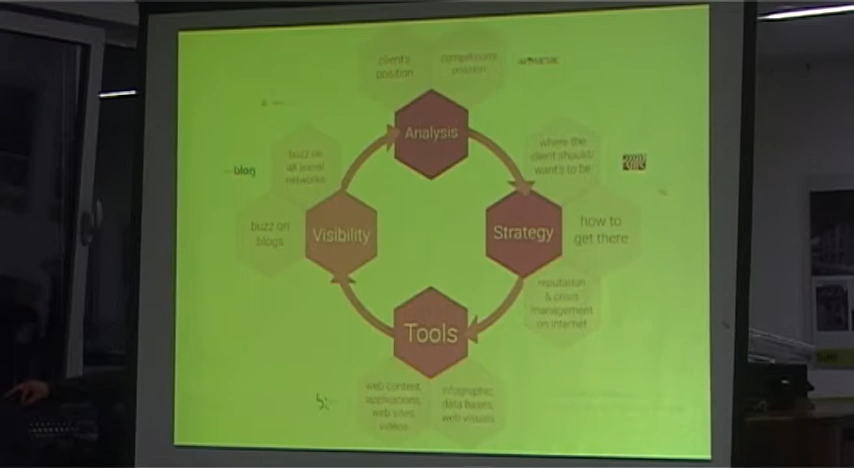 client's
position
competitors'
position
Analysis
where the
client should/
want's to be
blog
buzz on
all social
networks
buzz on
blogs
Visibility
Strategy
how to
get there
reputation
& crisis
management
on internet
Tools
web content,
applications,
web sites,
videos
infographic,
data bases,
web visuals